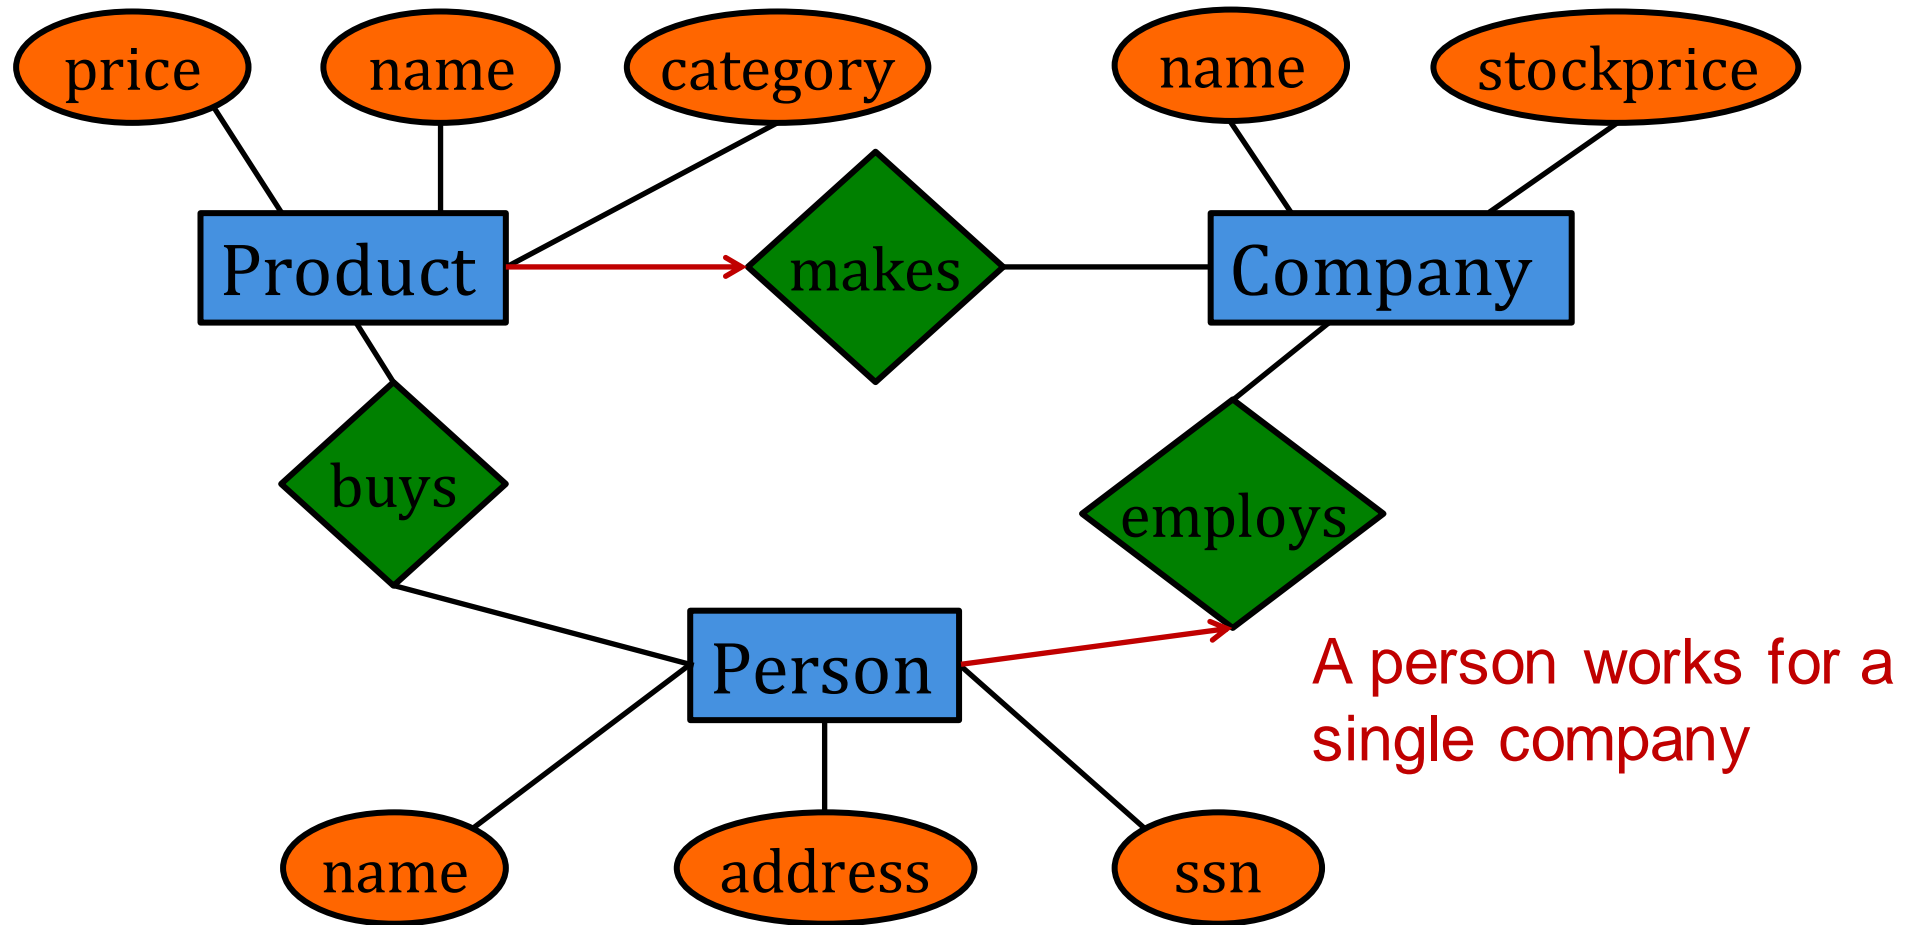 price
name
category
name
stockprice
Product
makes
Company
buys
employs
Person
A person works for a
single company
name
address
ssn